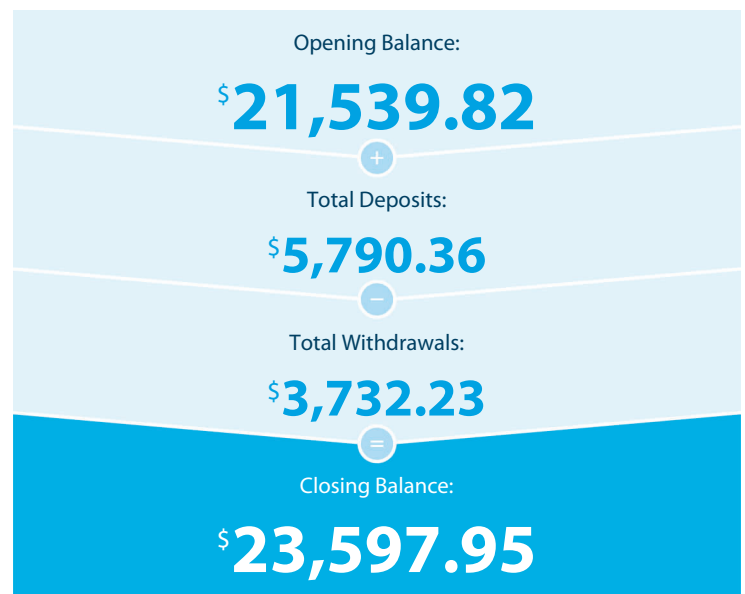 Opening Balance:
$21,539.82
+
Total Deposits:
$5,790.36
−
Total Withdrawals:
$3,732.23
=
Closing Balance:
$23,597.95